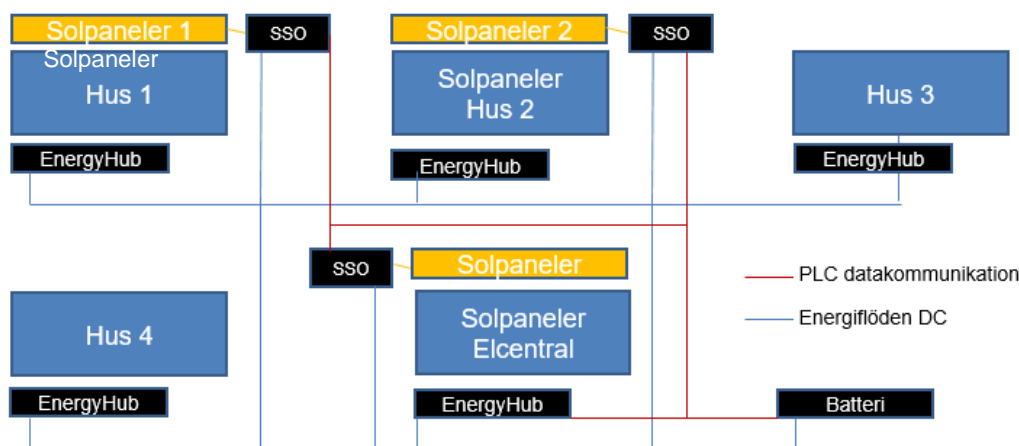 Solpaneler 1
SSO
Solpaneler 2
SSO
Solpaneler
Hus 1
Solpaneler
Hus 2
Hus 3
EnergyHub
EnergyHub
EnergyHub
SSO
Solpaneler
PLC datakommunikation
Energiflöden DC
Hus 4
Solpaneler
Elcentral
EnergyHub
EnergyHub
Batteri